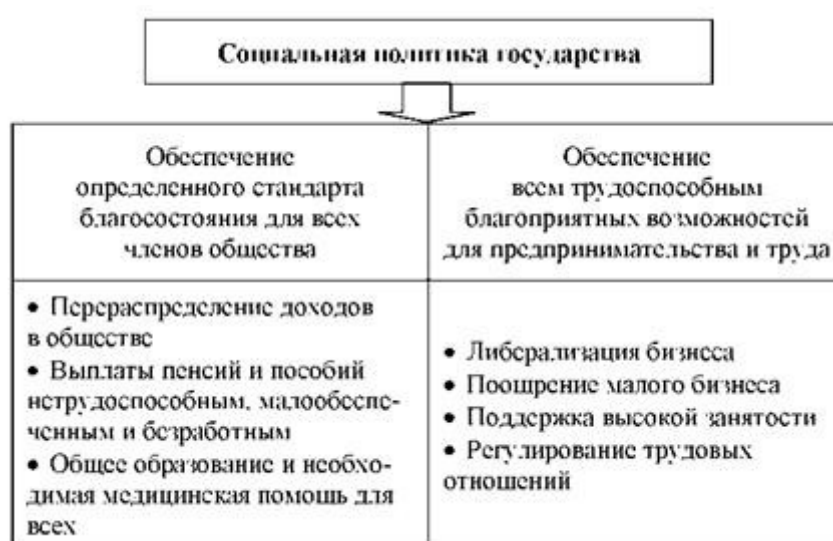 Социальная политика государства
Обеспечение
определенного стандарта
благосостояния для всех
членов общества
Обеспечение
всем трудоспособным
благоприятных возможностей
для предпринимательства и труда
• Перераспределение доходов
в обществе
• Выплаты пенсий и пособий
нетрудоспособным, малообеспе-
ченным и безработным
• Общее образование и необхо-
димая медицинская помощь для
всех
• Либерализация бизнеса
• Поощрение малого бизнеса
• Поддержка высокой занятости
• Регулирование трудовых
отношений